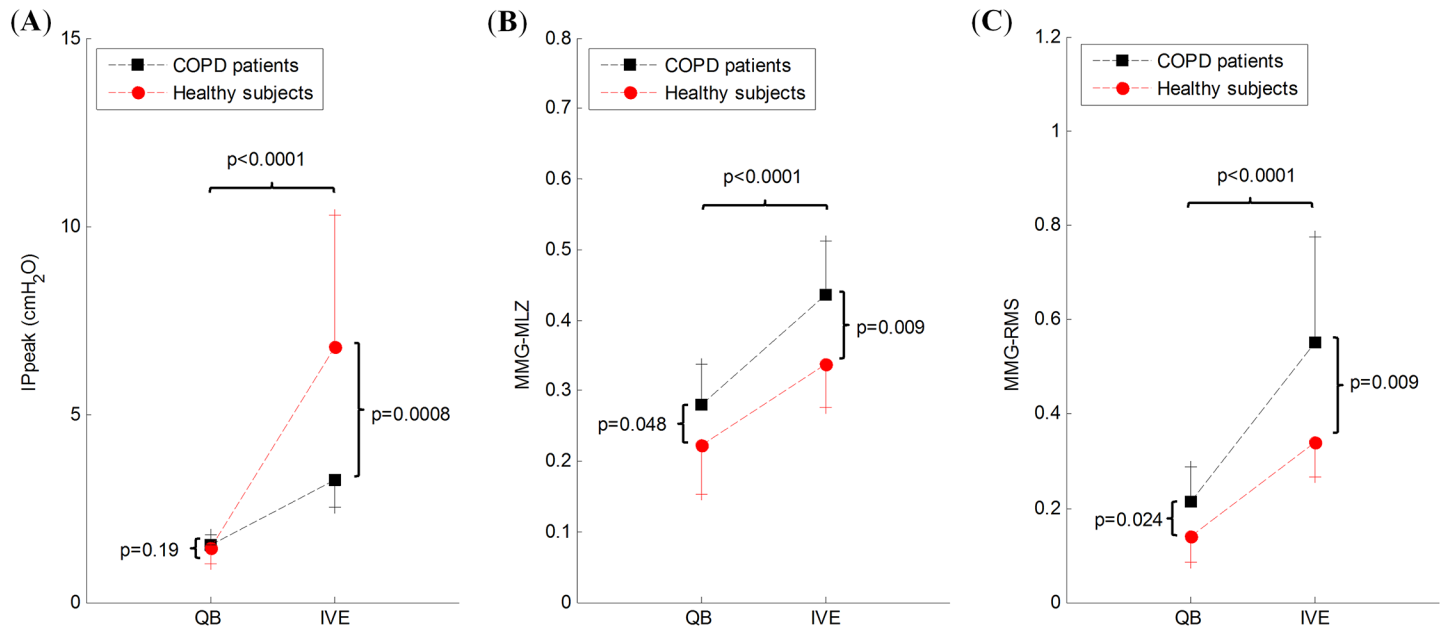 (A)
15
COPD patients
Healthy subjects
p<0.0001
10
IPpeak (cmH2O)
5
p=0.0008
p=0.19
0
QB IVE
(B)
0.8
COPD patients
Healthy subjects
0.7
0.6
p<0.0001
0.5
0.4
MMG-MLZ
p=0.009
0.3
p=0.048
0.2
0.1
0
QB IVE
(C)
1.2
COPD patients
Healthy subjects
1
p<0.0001
0.8
0.6
MMG-RMS
p=0.009
0.4
0.2
p=0.024
0
QB IVE